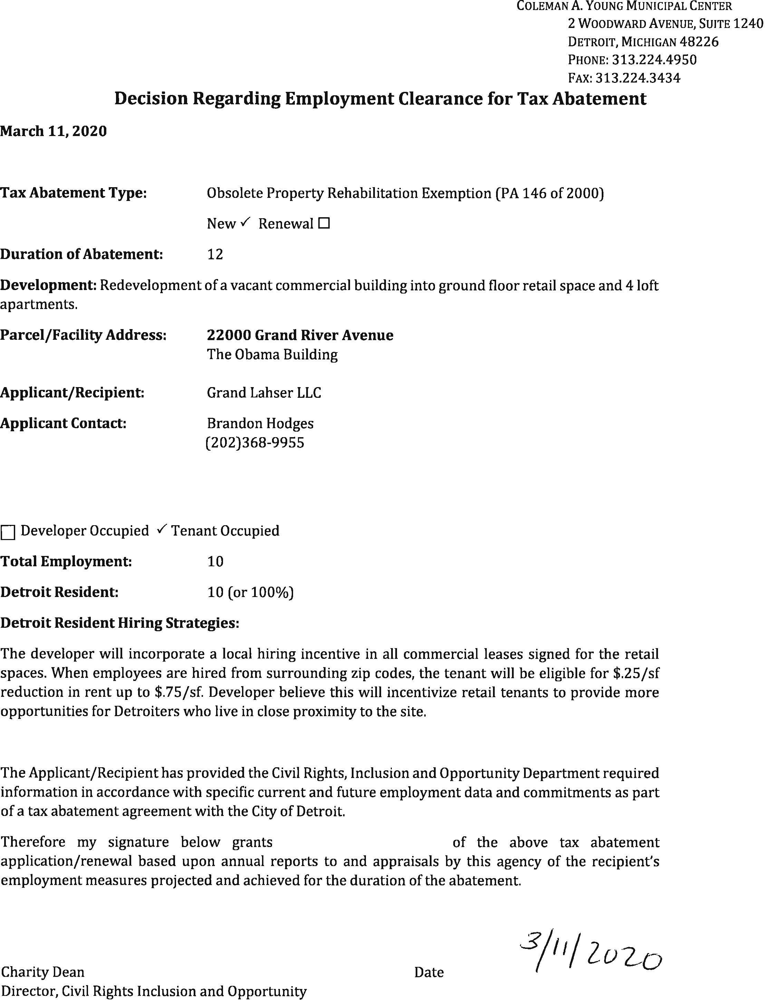 COLEMAN A. YOUNG MUNICIPAL CENTER
2 WOODWARD AVENUE, SUITE 1240
DETROIT, MICHIGAN 48226
PHONE: 313.224.4950
FAX: 313.224.3434
Decision Regarding Employment Clearance for Tax Abatement
March 11, 2020
Tax Abatement Type: Obsolete Property Rehabilitation Exemption (PA 146 of 2000)
New ✓ Renewal ☐
Duration of Abatement: 12
Development: Redevelopment of a vacant commercial building into ground floor retail space and 4 loft
apartments.
Parcel/Facility Address: 22000 Grand River Avenue
The Obama Building
Applicant/Recipient: Grand Lahser LLC
Applicant Contact: Brandon Hodges
(202)368-9955
☐ Developer Occupied ✓ Tenant Occupied
Total Employment: 10
Detroit Resident: 10 (or 100%)
Detroit Resident Hiring Strategies:
The developer will incorporate a local hiring incentive in all commercial leases signed for the retail
spaces. When employees are hired from surrounding zip codes, the tenant will be eligible for $.25/sf
reduction in rent up to $.75/sf. Developer believe this will incentivize retail tenants to provide more
opportunities for Detroiters who live in close proximity to the site.
The Applicant/Recipient has provided the Civil Rights, Inclusion and Opportunity Department required
information in accordance with specific current and future employment data and commitments as part
of a tax abatement agreement with the City of Detroit.
Therefore my signature below grants of the above tax abatement
application/renewal based upon annual reports to and appraisals by this agency of the recipient's
employment measures projected and achieved for the duration of the abatement.
3/11/2020
Charity Dean Date
Director, Civil Rights Inclusion and Opportunity